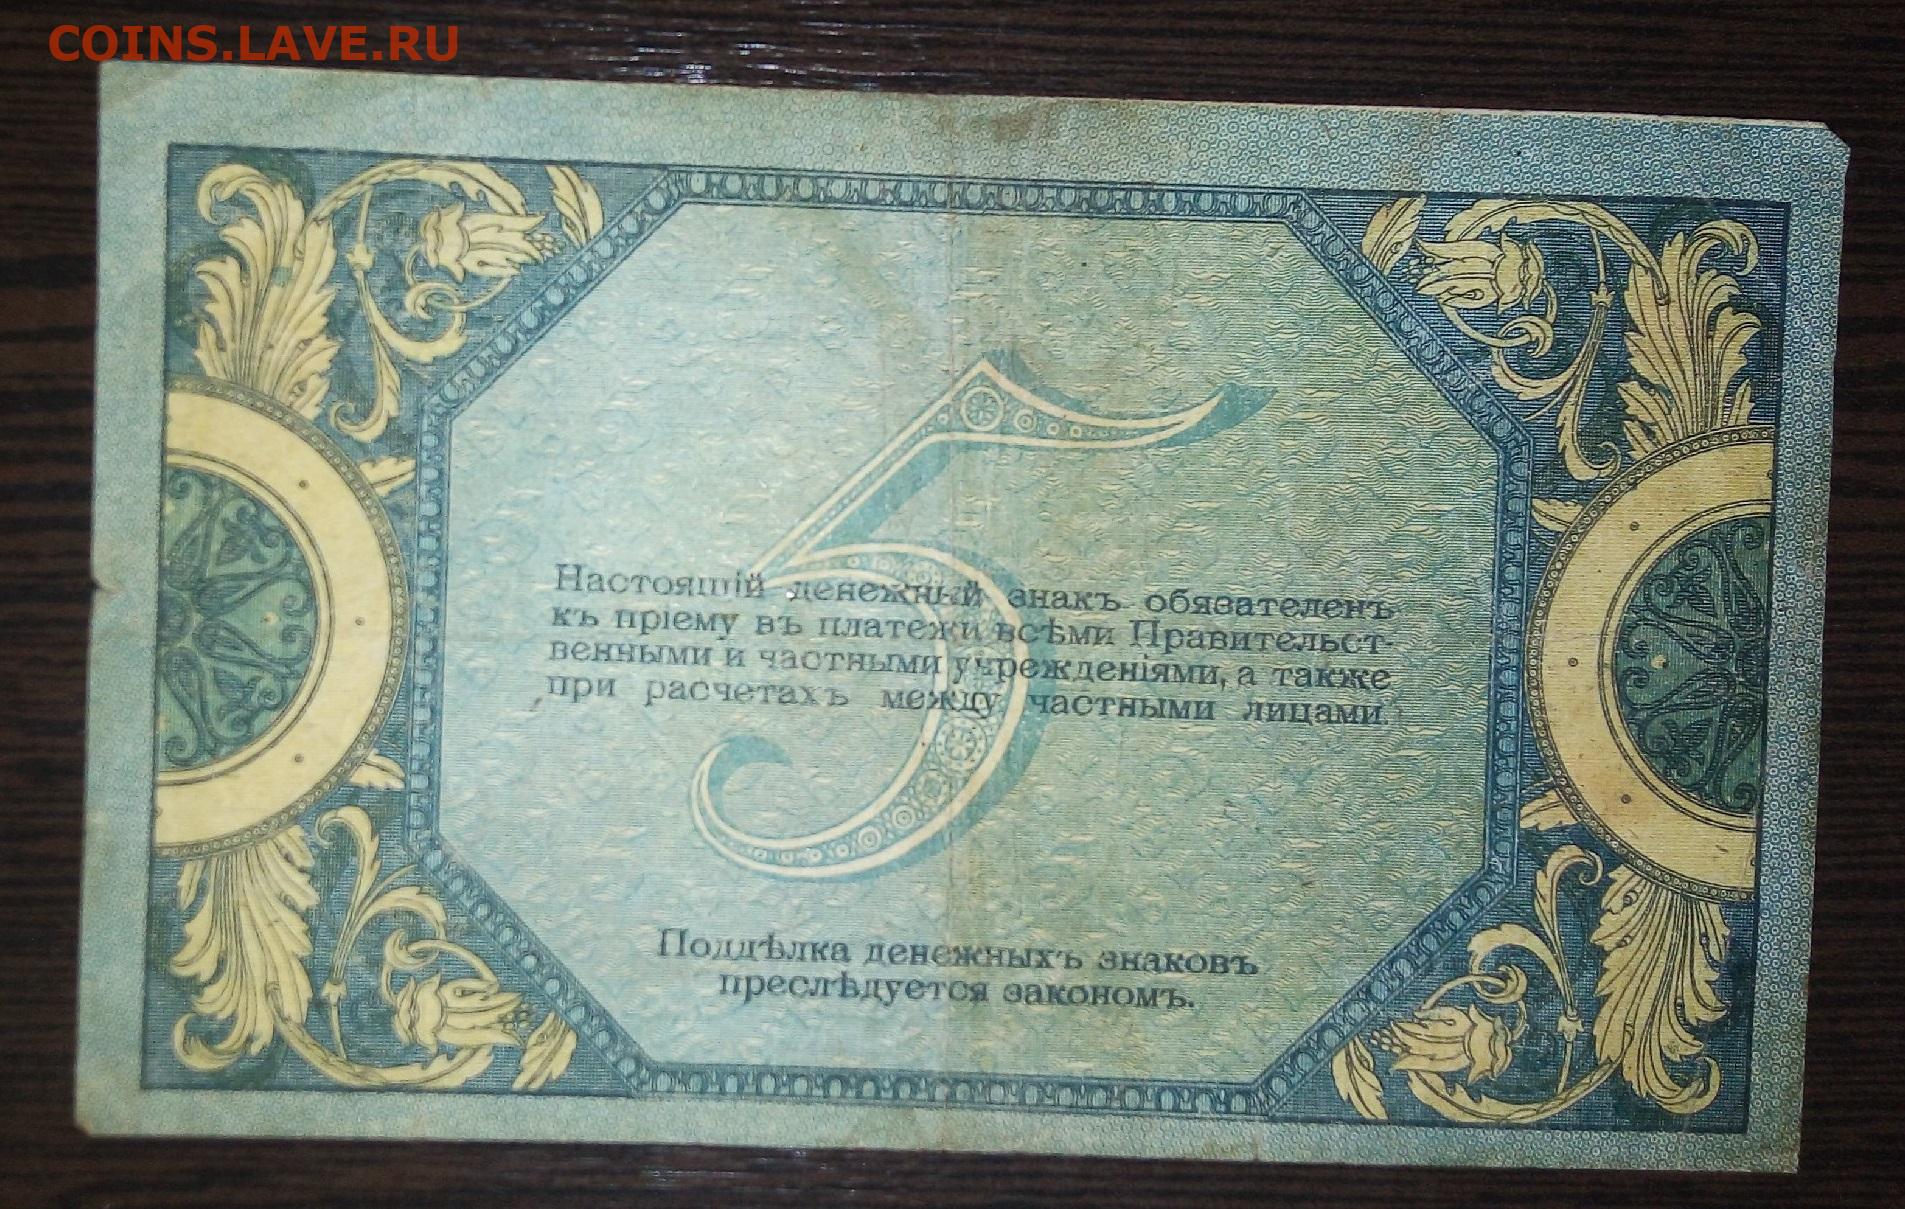 COINS.LAVE.RU
5
Настоящій денежный знакъ обязателенъ
къ пріему въ платежи всѣми Правительст-
венными и частными учрежденіями, а также
при расчетахъ между частными лицами.
Поддѣлка денежныхъ знаковъ
преслѣдуется закономъ.